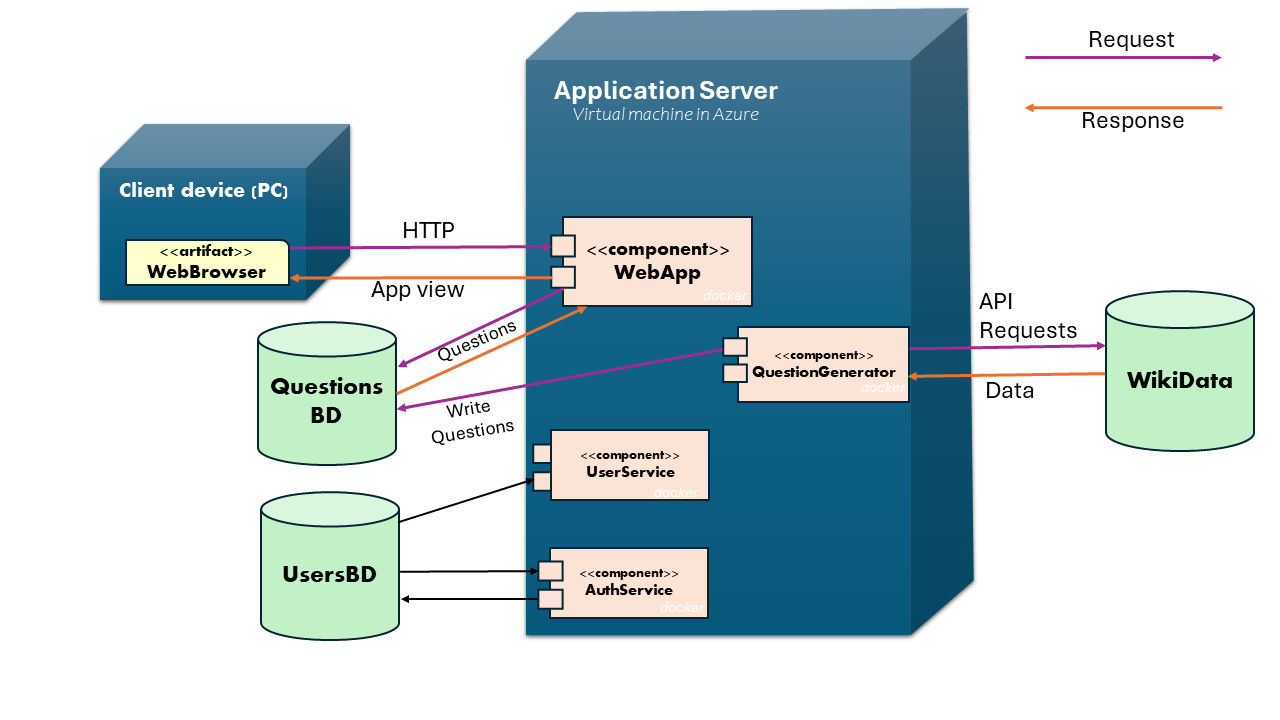 Request
Response
Application Server
Virtual machine in Azure
Client device (PC)
<<artifact>>
WebBrowser
HTTP
App view
<<component>>
WebApp
docker
Questions
Questions
BD
Write
Questions
<<component>>
QuestionGenerator
docker
API
Requests
Data
WikiData
<<component>>
UserService
docker
UsersBD
<<component>>
AuthService
docker